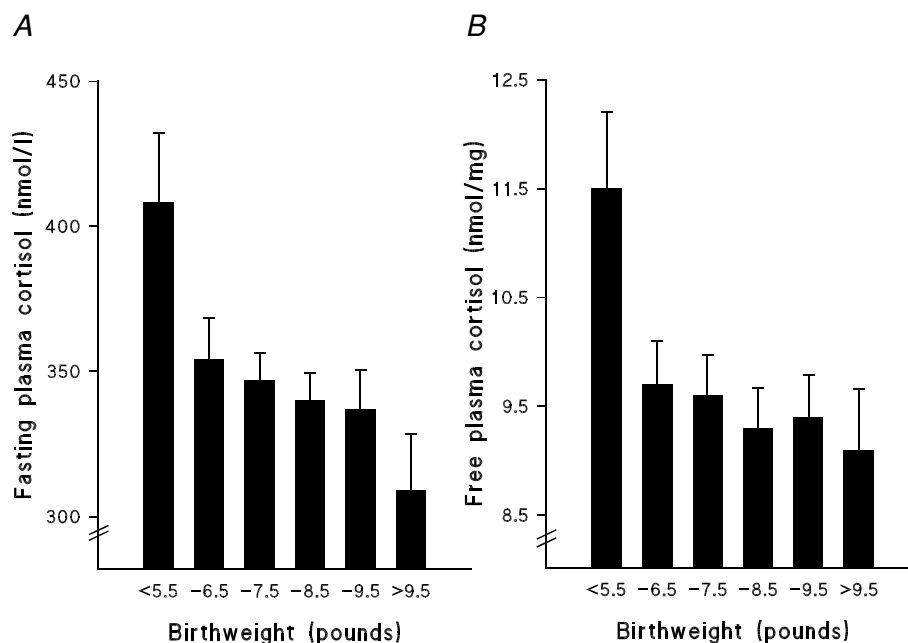 A
B
Fasting plasma cortisol (nmol/l)
450
400
350
300
<5.5 −6.5 −7.5 −8.5 −9.5 >9.5
Birthweight (pounds)
Free plasma cortisol (nmol/mg)
12.5
11.5
10.5
9.5
8.5
<5.5 −6.5 −7.5 −8.5 −9.5 >9.5
Birthweight (pounds)